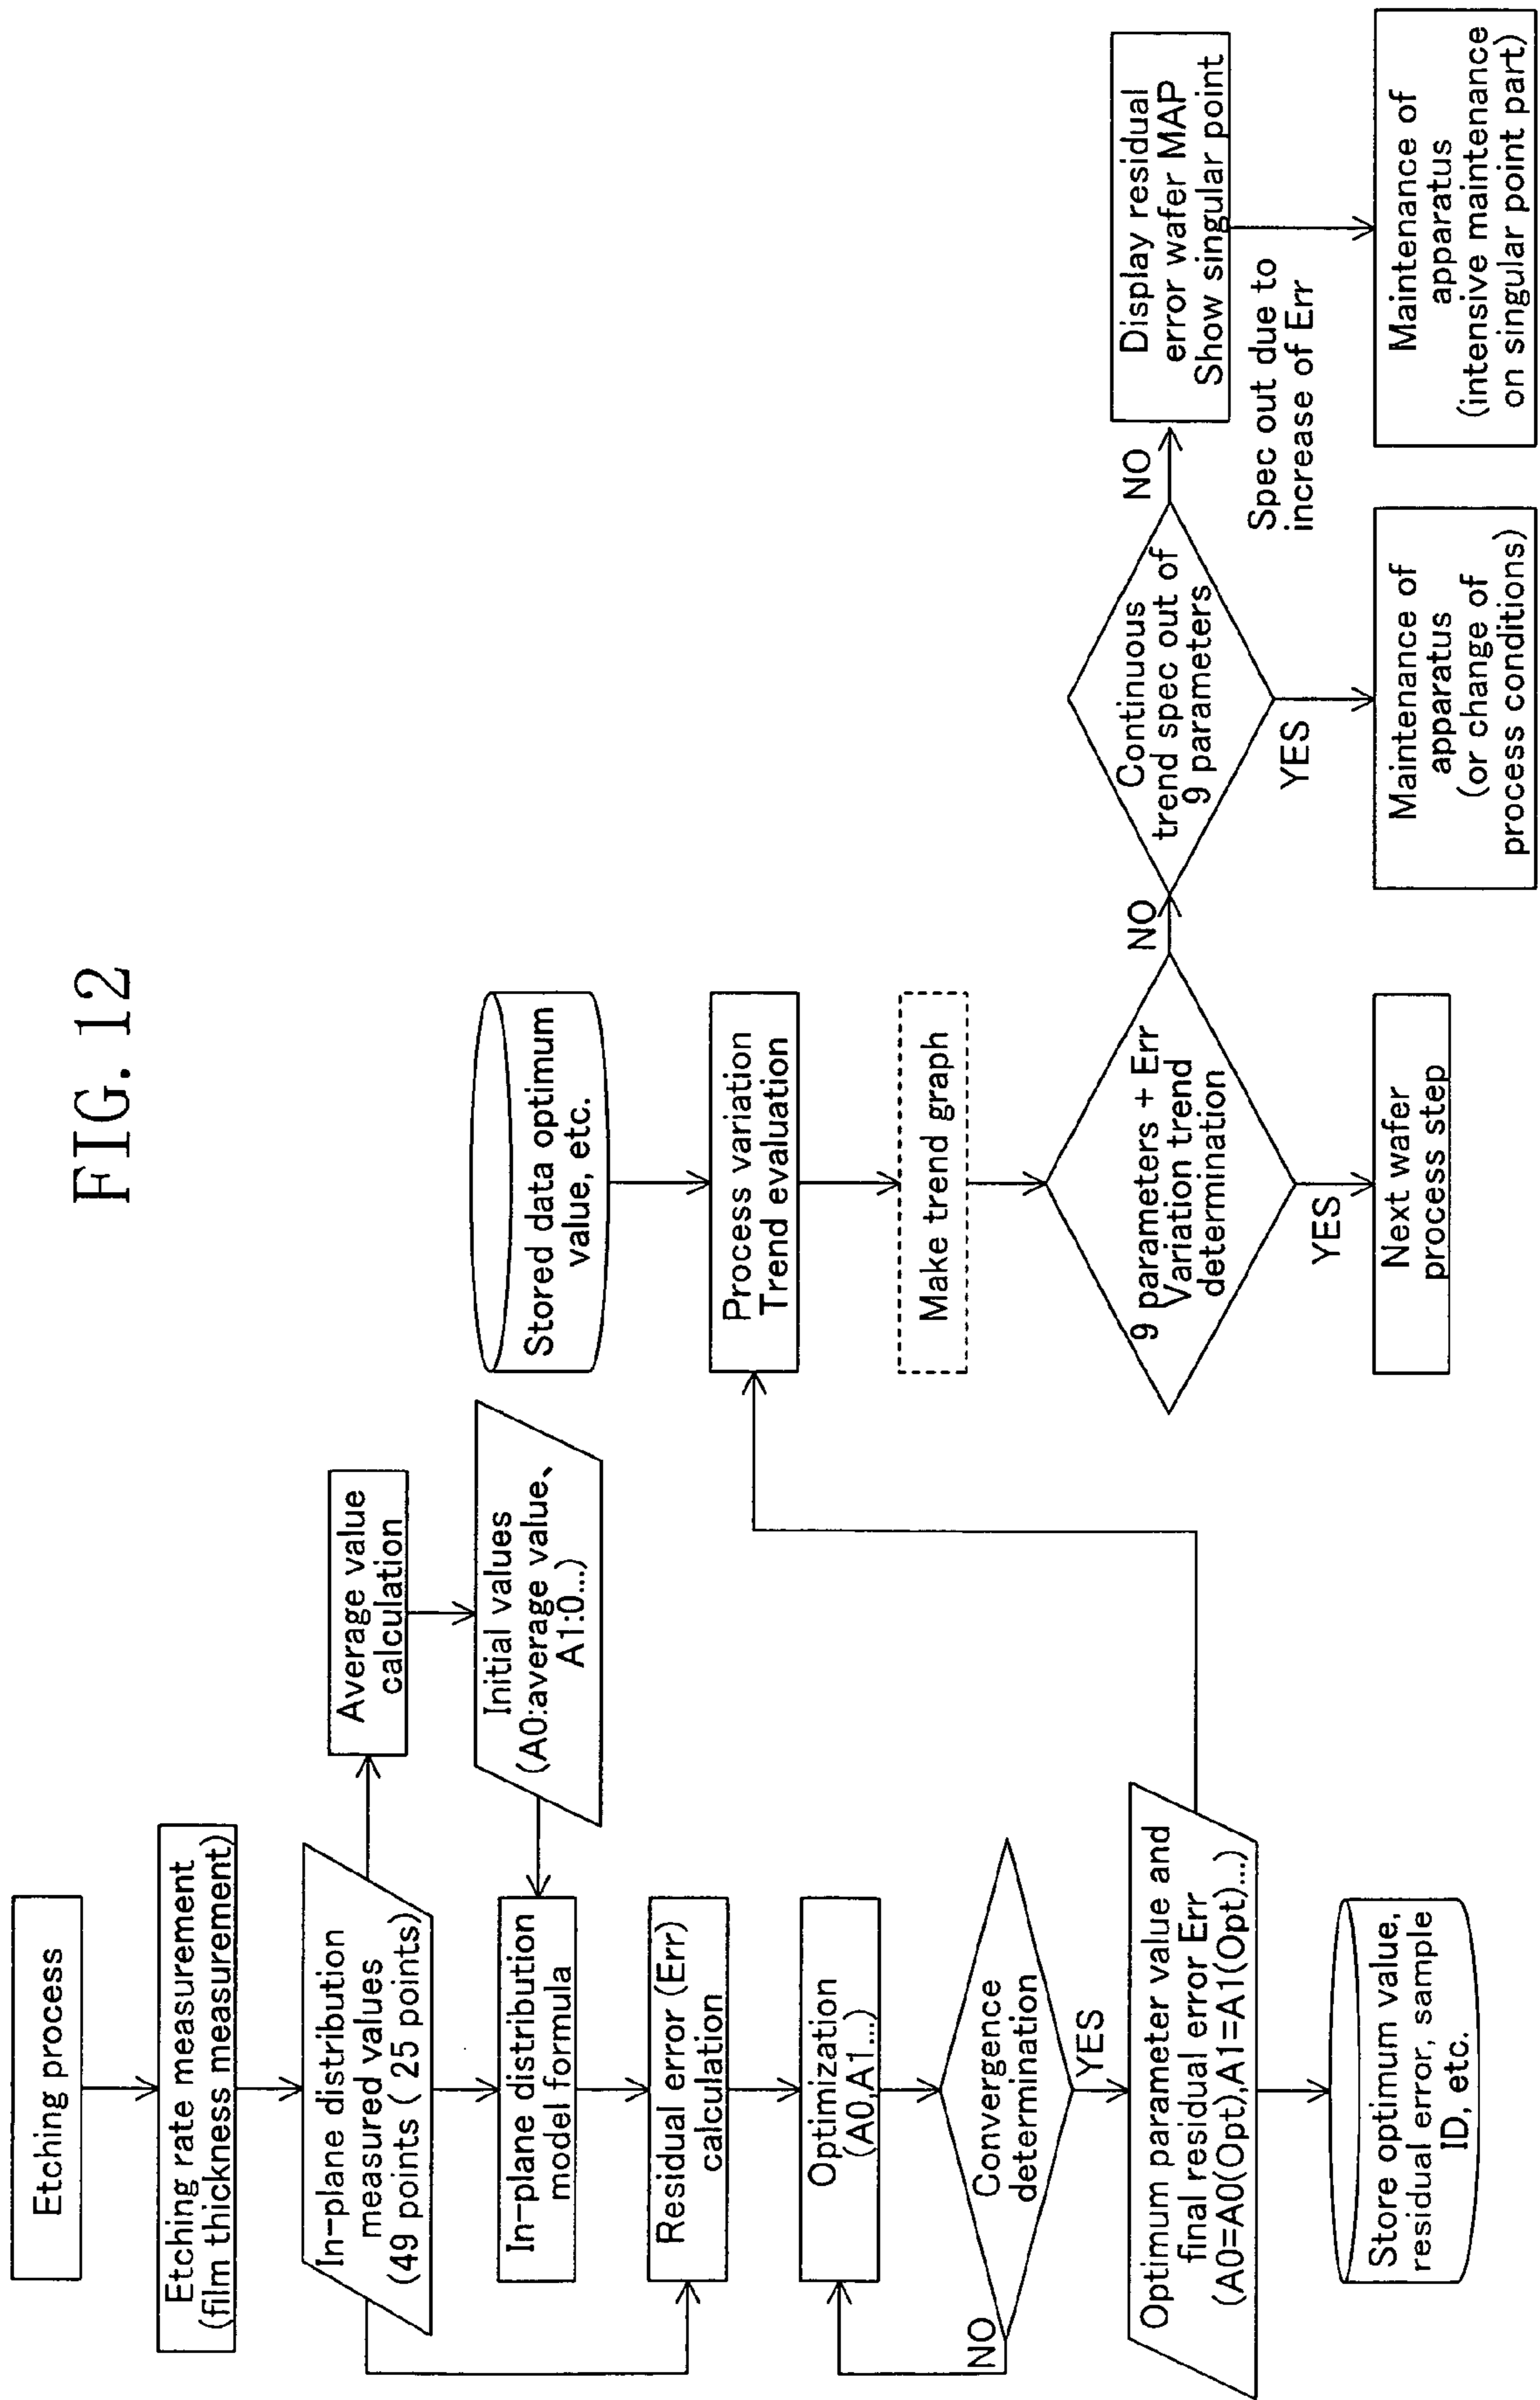 FIG. 12
Etching process
Etching rate measurement
(film thickness measurement)
In-plane distribution
measured values
(49 points ( 25 points)
Average value
calculation
Initial values
(A0:average value、
A1:0...)
In-plane distribution
model formula
Residual error (Err)
calculation
Optimization
(A0,A1...)
Convergence
determination
NO
YES
Optimum parameter value and
final residual error Err
(A0=A0(Opt),A1=A1(Opt)...)
Store optimum value,
residual error, sample
ID, etc.
Stored data optimum
value, etc.
Process variation
Trend evaluation
Make trend graph
9 parameters + Err
Variation trend
determination
YES
NO
Next wafer
process step
Continuous
trend spec out of
9 parameters
YES
NO
Maintenance of
apparatus
(or change of
process conditions)
Display residual
error wafer MAP
Show singular point
Spec out due to
increase of Err
Maintenance of
apparatus
(intensive maintenance
on singular point part)